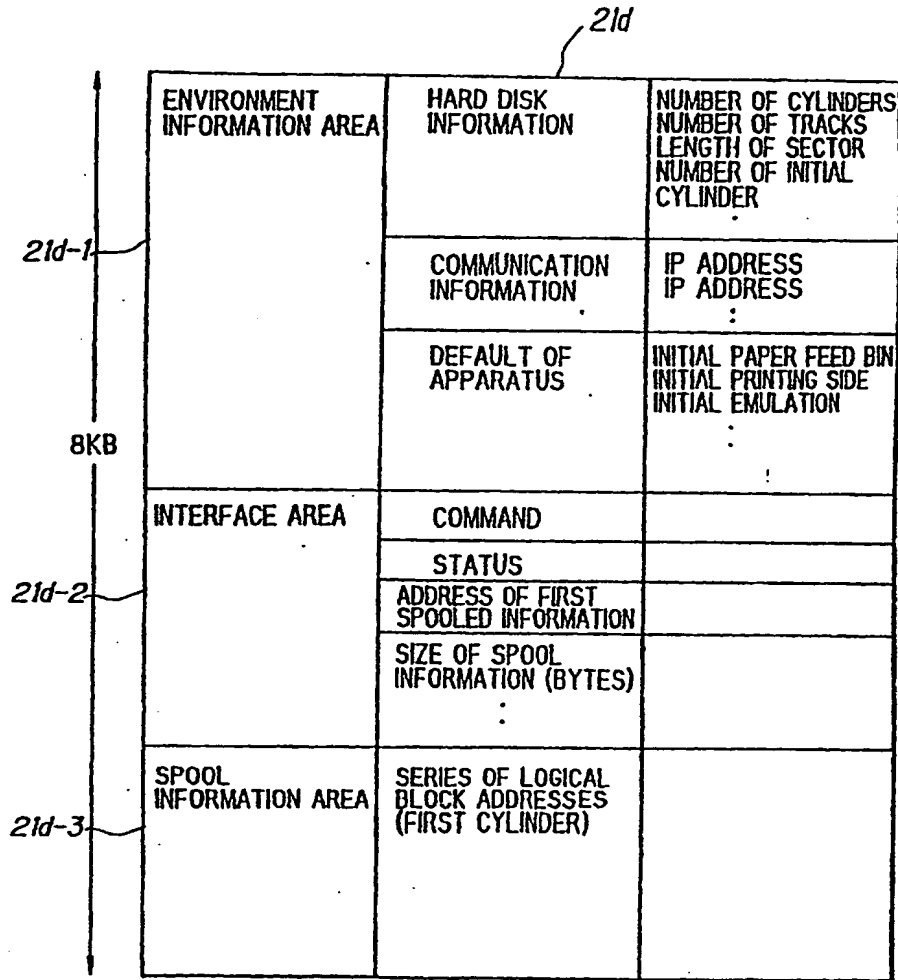 21d
ENVIRONMENT
INFORMATION AREA
HARD DISK
INFORMATION
NUMBER OF CYLINDERS
NUMBER OF TRACKS
LENGTH OF SECTOR
NUMBER OF INITIAL
CYLINDER
21d-1
COMMUNICATION
INFORMATION
IP ADDRESS
IP ADDRESS
:
DEFAULT OF
APPARATUS
INITIAL PAPER FEED BIN
INITIAL PRINTING SIDE
INITIAL EMULATION
:
8KB
INTERFACE AREA
COMMAND
STATUS
21d-2
ADDRESS OF FIRST
SPOOLED INFORMATION
SIZE OF SPOOL
INFORMATION (BYTES)
:
SPOOL
INFORMATION AREA
SERIES OF LOGICAL
BLOCK ADDRESSES
(FIRST CYLINDER)
21d-3